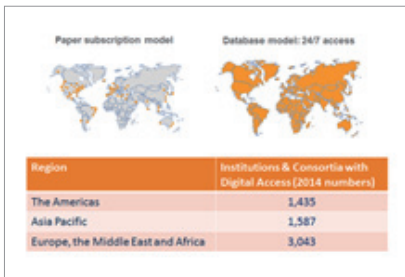 Paper subscription model
Database model: 24/7 access
Region
Institutions & Consortia with
Digital Access (2014 numbers)
The Americas
1,435
Asia Pacific
1,587
Europe, the Middle East and Africa
3,043